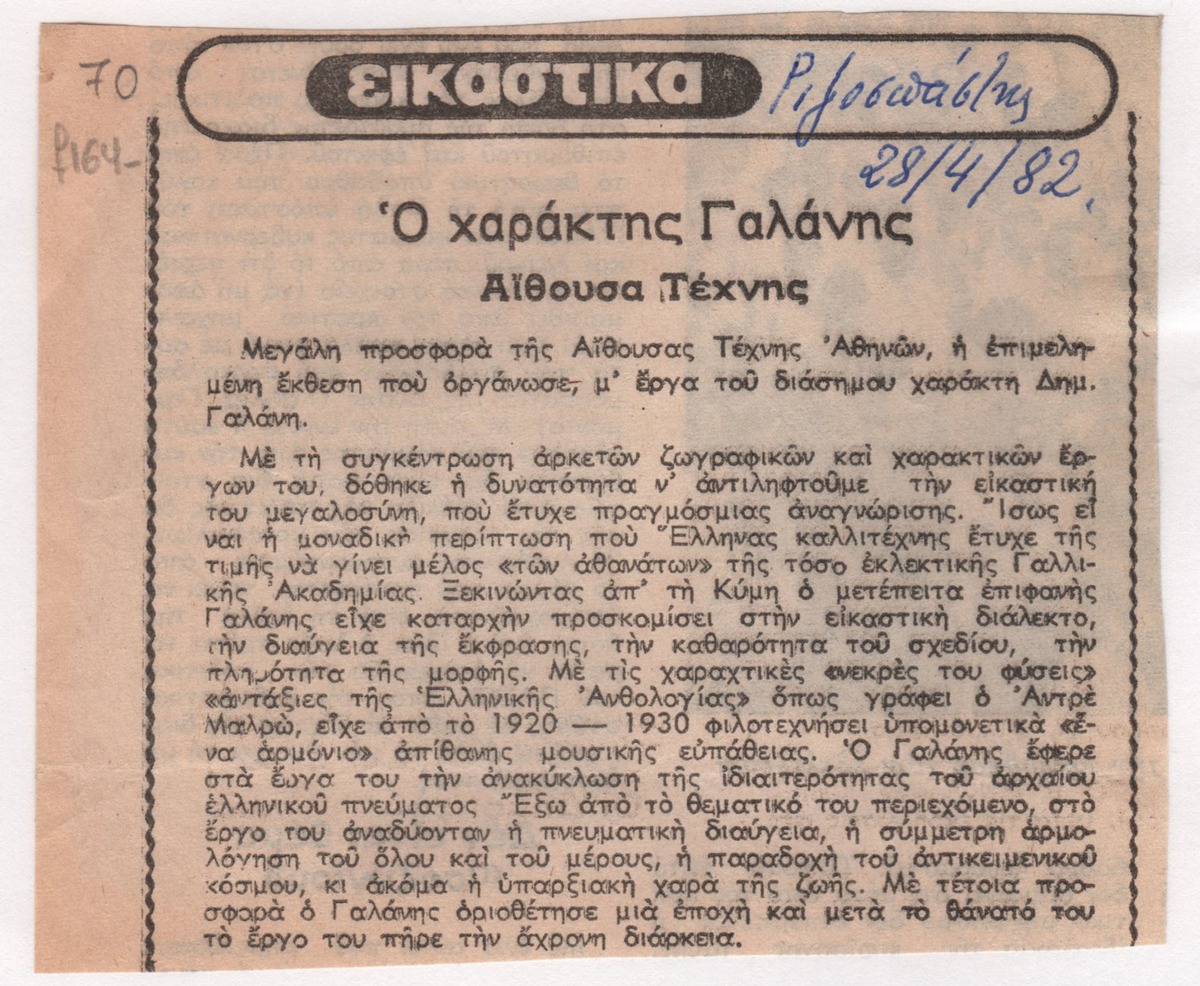 70
εικαστικα
Ριζοσπάστης
ρ164-
28/4/82.
Ὁ χαράκτης Γαλάνης
Αἴθουσα Τέχνης
Μεγάλη προσφορὰ τῆς Αἴθουσας Τέχνης Ἀθηνῶν, ἡ ἐπιμελη-
μένη ἔκθεση ποὺ ὀργάνωσε, μ' ἔργα τοῦ διάσημου χαράκτη Δημ.
Γαλάνη.
Μὲ τὴ συγκέντρωση ἀρκετῶν ζωγραφικῶν καὶ χαρακτικῶν ἔρ-
γων του, δόθηκε ἡ δυνατότητα ν' ἀντιληφτοῦμε τὴν εἰκαστική
του μεγαλοσύνη, ποὺ ἔτυχε πραγμόσμιας ἀναγνώρισης. Ἴσως εἶ
ναι ἡ μοναδικὴ περίπτωση ποὺ Ἕλληνας καλλιτέχνης ἔτυχε τῆς
τιμῆς νὰ γίνει μέλος «τῶν ἀθανάτων» τῆς τόσο ἐκλεκτικῆς Γαλλι-
κῆς Ἀκαδημίας. Ξεκινώντας ἀπ' τὴ Κύμη ὁ μετέπειτα ἐπιφανὴς
Γαλάνης εἶχε καταρχὴν προσκομίσει στὴν εἰκαστικὴ διάλεκτο,
τὴν διαύγεια τῆς ἔκφρασης, τὴν καθαρότητα τοῦ σχεδίου, τὴν
πληρότητα τῆς μορφῆς. Μὲ τὶς χαραχτικὲς «νεκρὲς του φύσεις»
«ἀντάξιες τῆς Ἑλληνικῆς Ἀνθολογίας» ὅπως γράφει ὁ Ἀντρὲ
Μαλρώ, εἶχε ἀπὸ τὸ 1920 — 1930 φιλοτεχνήσει ὑπομονετικὰ «ἕ-
να ἁρμόνιο» ἀπίθανης μουσικῆς εὐπάθειας. Ὁ Γαλάνης ἔφερε
στὰ ἔργα του τὴν ἀνακύκλωση τῆς ἰδιαιτερότητας τοῦ ἀρχαίου
ἑλληνικοῦ πνεύματος Ἔξω ἀπὸ τὸ θεματικό του περιεχόμενο, στὸ
ἔργο του ἀναδύονταν ἡ πνευματικὴ διαύγεια, ἡ σύμμετρη ἁρμο-
λόγηση τοῦ ὅλου καὶ τοῦ μέρους, ἡ παραδοχὴ τοῦ ἀντικειμενικοῦ
κόσμου, κι ἀκόμα ἡ ὑπαρξιακὴ χαρὰ τῆς ζωῆς. Μὲ τέτοια προ-
σφορὰ ὁ Γαλάνης ὁριοθέτησε μιὰ ἐποχὴ καὶ μετὰ τὸ θάνατό του
τὸ ἔργο του πῆρε τὴν ἄχρονη διάρκεια.